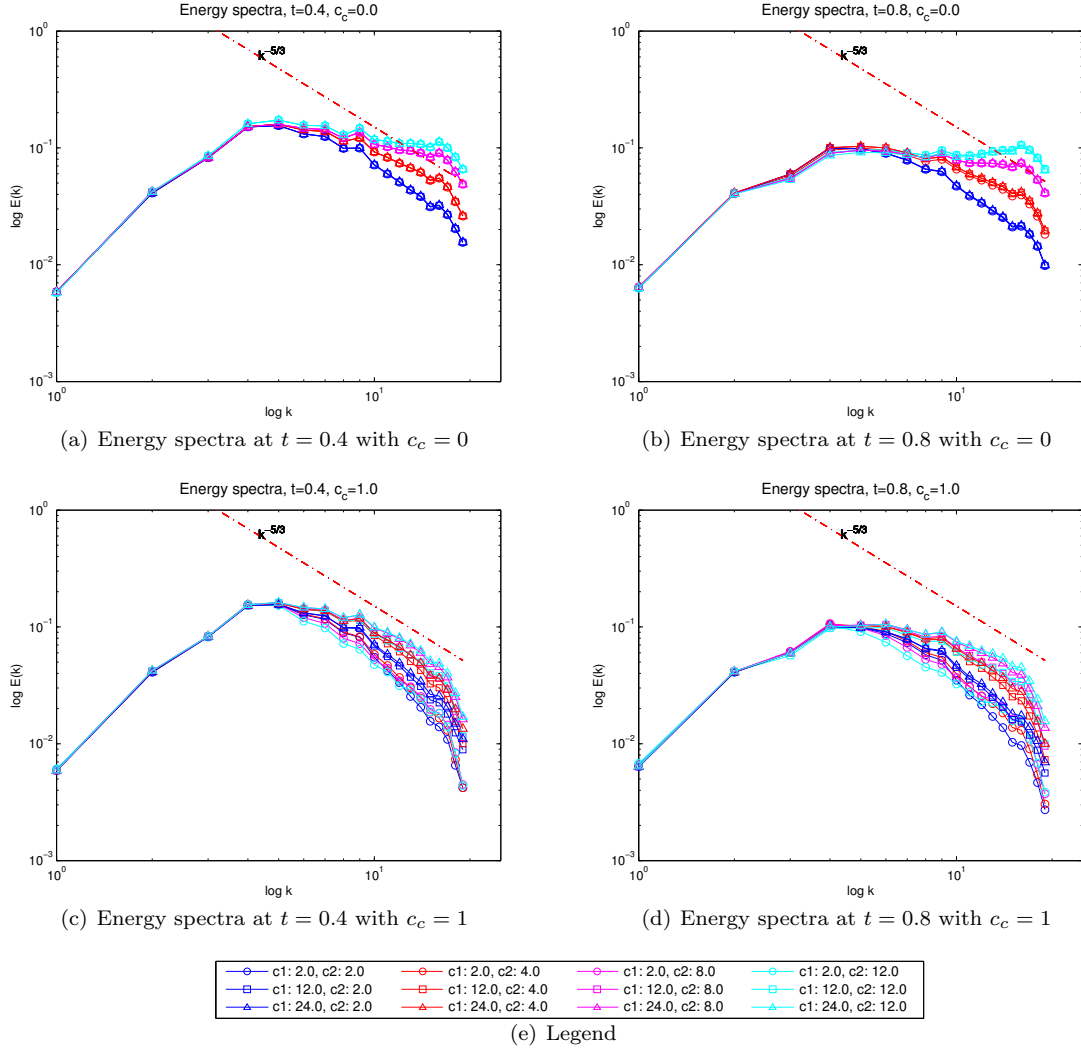 Energy spectra, t=0.4, c_c=0.0
10^0
10^−1
10^−2
10^−3
log E(k)
k^−5/3
10^0
10^1
log k
(a) Energy spectra at t = 0.4 with c_c = 0
Energy spectra, t=0.8, c_c=0.0
10^0
10^−1
10^−2
10^−3
log E(k)
k^−5/3
10^0
10^1
log k
(b) Energy spectra at t = 0.8 with c_c = 0
Energy spectra, t=0.4, c_c=1.0
10^0
10^−1
10^−2
10^−3
log E(k)
k^−5/3
10^0
10^1
log k
(c) Energy spectra at t = 0.4 with c_c = 1
Energy spectra, t=0.8, c_c=1.0
10^0
10^−1
10^−2
10^−3
log E(k)
k^−5/3
10^0
10^1
log k
(d) Energy spectra at t = 0.8 with c_c = 1
c1: 2.0, c2: 2.0
c1: 12.0, c2: 2.0
c1: 24.0, c2: 2.0
c1: 2.0, c2: 4.0
c1: 12.0, c2: 4.0
c1: 24.0, c2: 4.0
c1: 2.0, c2: 8.0
c1: 12.0, c2: 8.0
c1: 24.0, c2: 8.0
c1: 2.0, c2: 12.0
c1: 12.0, c2: 12.0
c1: 24.0, c2: 12.0
(e) Legend